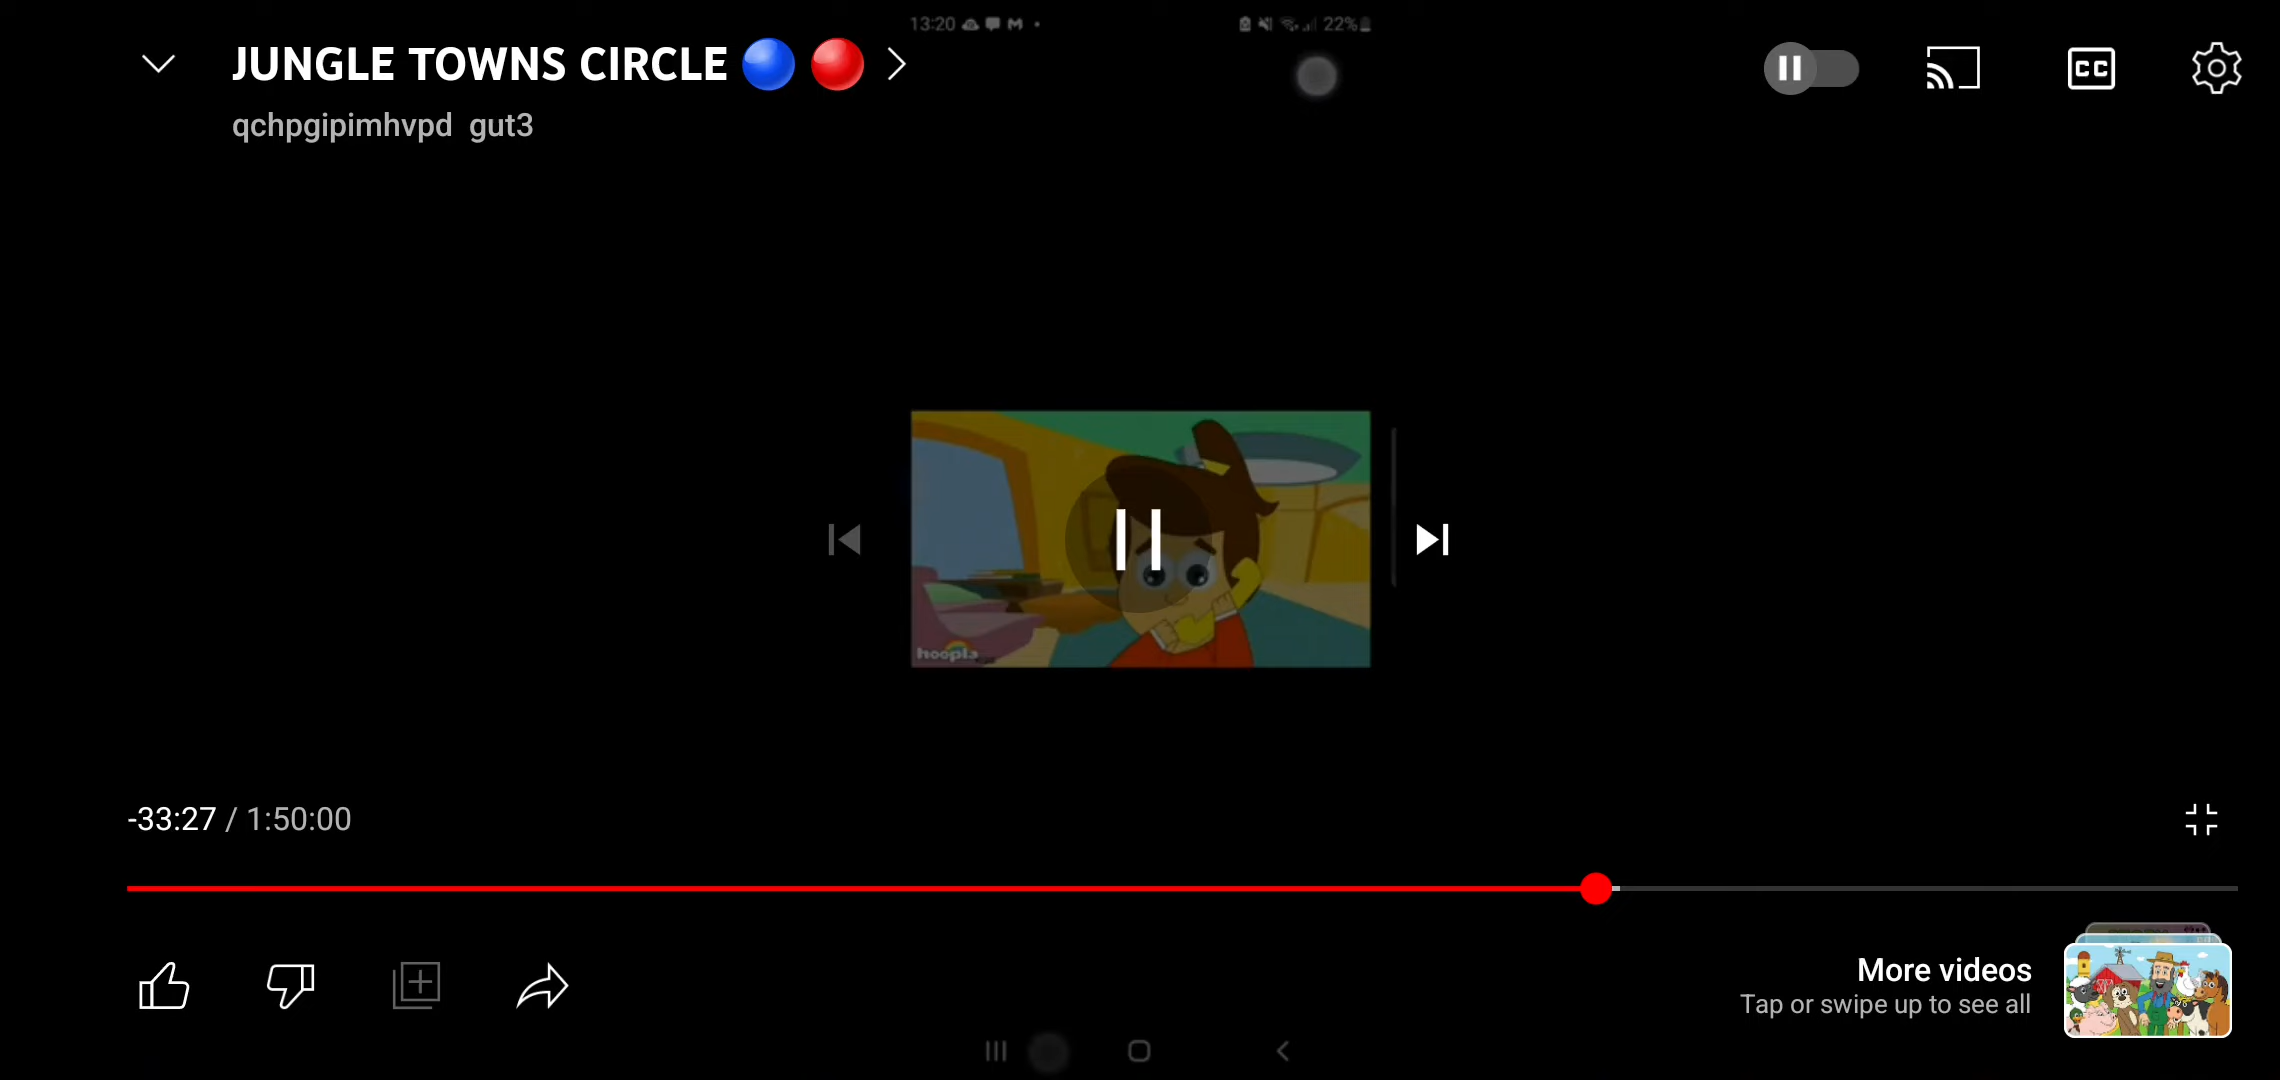 13:20
22%
JUNGLE TOWNS CIRCLE
qchpgipimhvpd gut3
CC
hoopla
-33:27 / 1:50:00
More videos
Tap or swipe up to see all